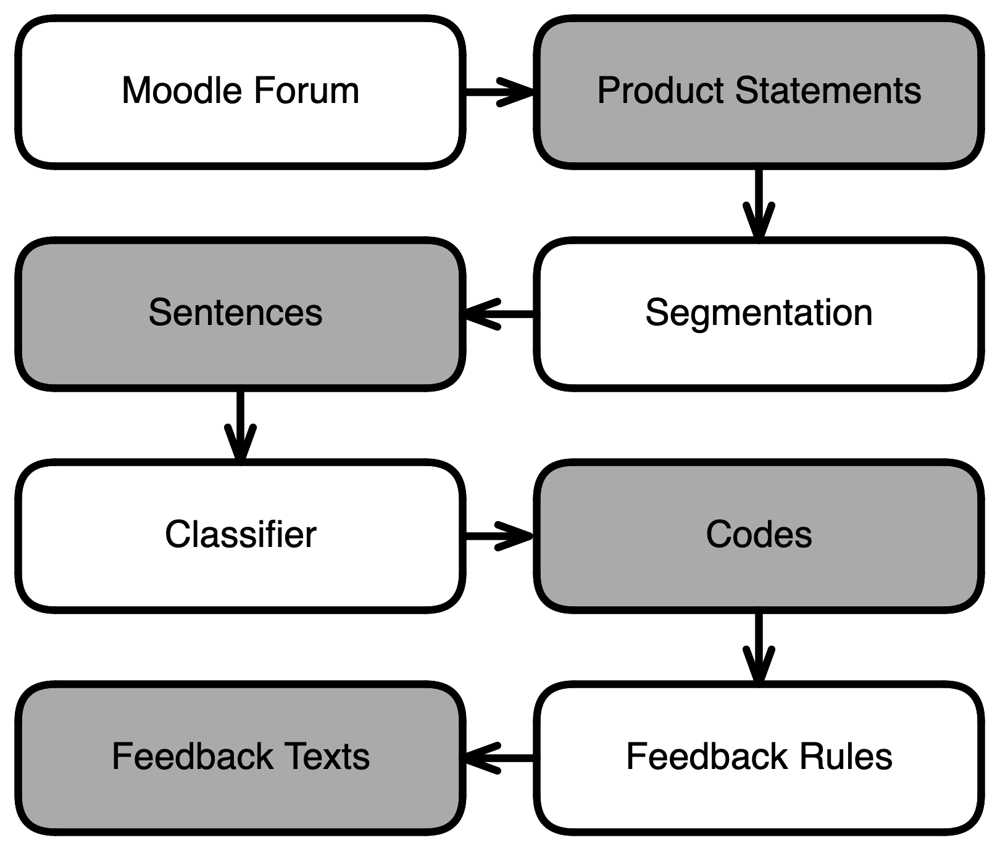 Moodle Forum
Product Statements
Sentences
Segmentation
Classifier
Codes
Feedback Texts
Feedback Rules